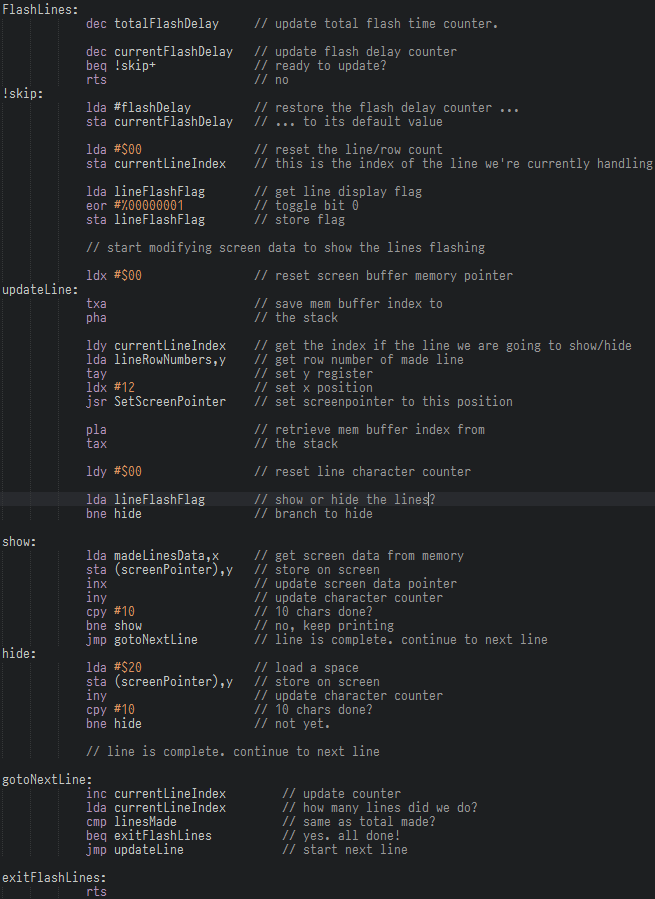 FlashLines:
dec totalFlashDelay // update total flash time counter.
dec currentFlashDelay // update flash delay counter
beq !skip+ // ready to update?
rts // no
!skip:
lda #flashDelay // restore the flash delay counter ...
sta currentFlashDelay // ... to its default value
lda #$00 // reset the line/row count
sta currentLineIndex // this is the index of the line we're currently handling
lda lineFlashFlag // get line display flag
eor #%00000001 // toggle bit 0
sta lineFlashFlag // store flag
// start modifying screen data to show the lines flashing
ldx #$00 // reset screen buffer memory pointer
updateLine:
txa // save mem buffer index to
pha // the stack
ldy currentLineIndex // get the index if the line we are going to show/hide
lda lineRowNumbers,y // get row number of made line
tay // set y register
ldx #12 // set x position
jsr SetScreenPointer // set screenpointer to this position
pla // retrieve mem buffer index from
tax // the stack
ldy #$00 // reset line character counter
lda lineFlashFlag // show or hide the lines?
bne hide // branch to hide
show:
lda madeLinesData,x // get screen data from memory
sta (screenPointer),y // store on screen
inx // update screen data pointer
iny // update character counter
cpy #10 // 10 chars done?
bne show // no, keep printing
jmp gotoNextLine // line is complete. continue to next line
hide:
lda #$20 // load a space
sta (screenPointer),y // store on screen
iny // update character counter
cpy #10 // 10 chars done?
bne hide // not yet.
// line is complete. continue to next line
gotoNextLine:
inc currentLineIndex // update counter
lda currentLineIndex // how many lines did we do?
cmp linesMade // same as total made?
beq exitFlashLines // yes. all done!
jmp updateLine // start next line
exitFlashLines:
rts